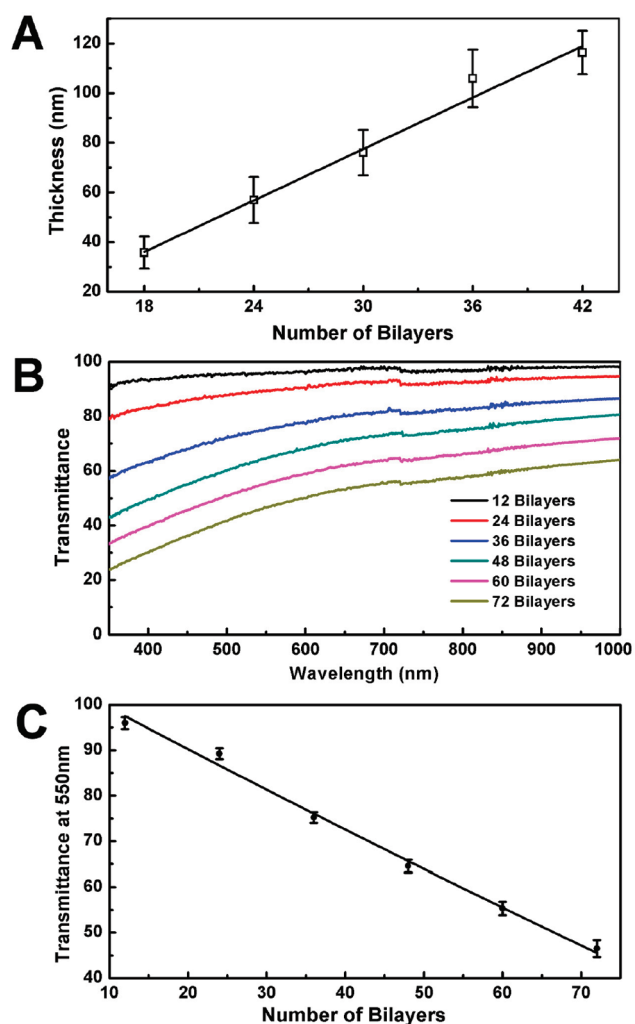 A
Thickness (nm)
120
100
80
60
40
20
18 24 30 36 42
Number of Bilayers
B
Transmittance
100
80
60
40
20
0
12 Bilayers
24 Bilayers
36 Bilayers
48 Bilayers
60 Bilayers
72 Bilayers
400 500 600 700 800 900 1000
Wavelength (nm)
C
Transmittance at 550nm
100
90
80
70
60
50
40
10 20 30 40 50 60 70
Number of Bilayers